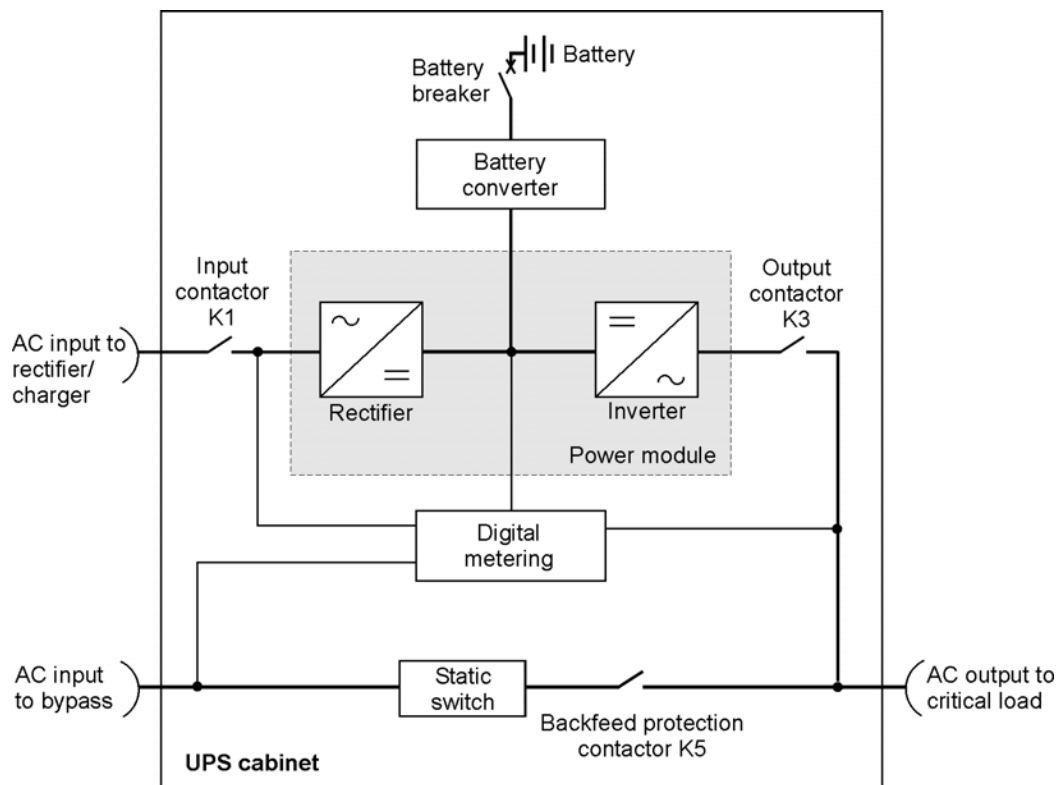 Battery
Battery
breaker
Battery
converter
Input
contactor
K1
Output
contactor
K3
AC input to
rectifier/
charger
Rectifier
Inverter
Power module
Digital
metering
AC input
to bypass
Static
switch
Backfeed protection
contactor K5
AC output to
critical load
UPS cabinet